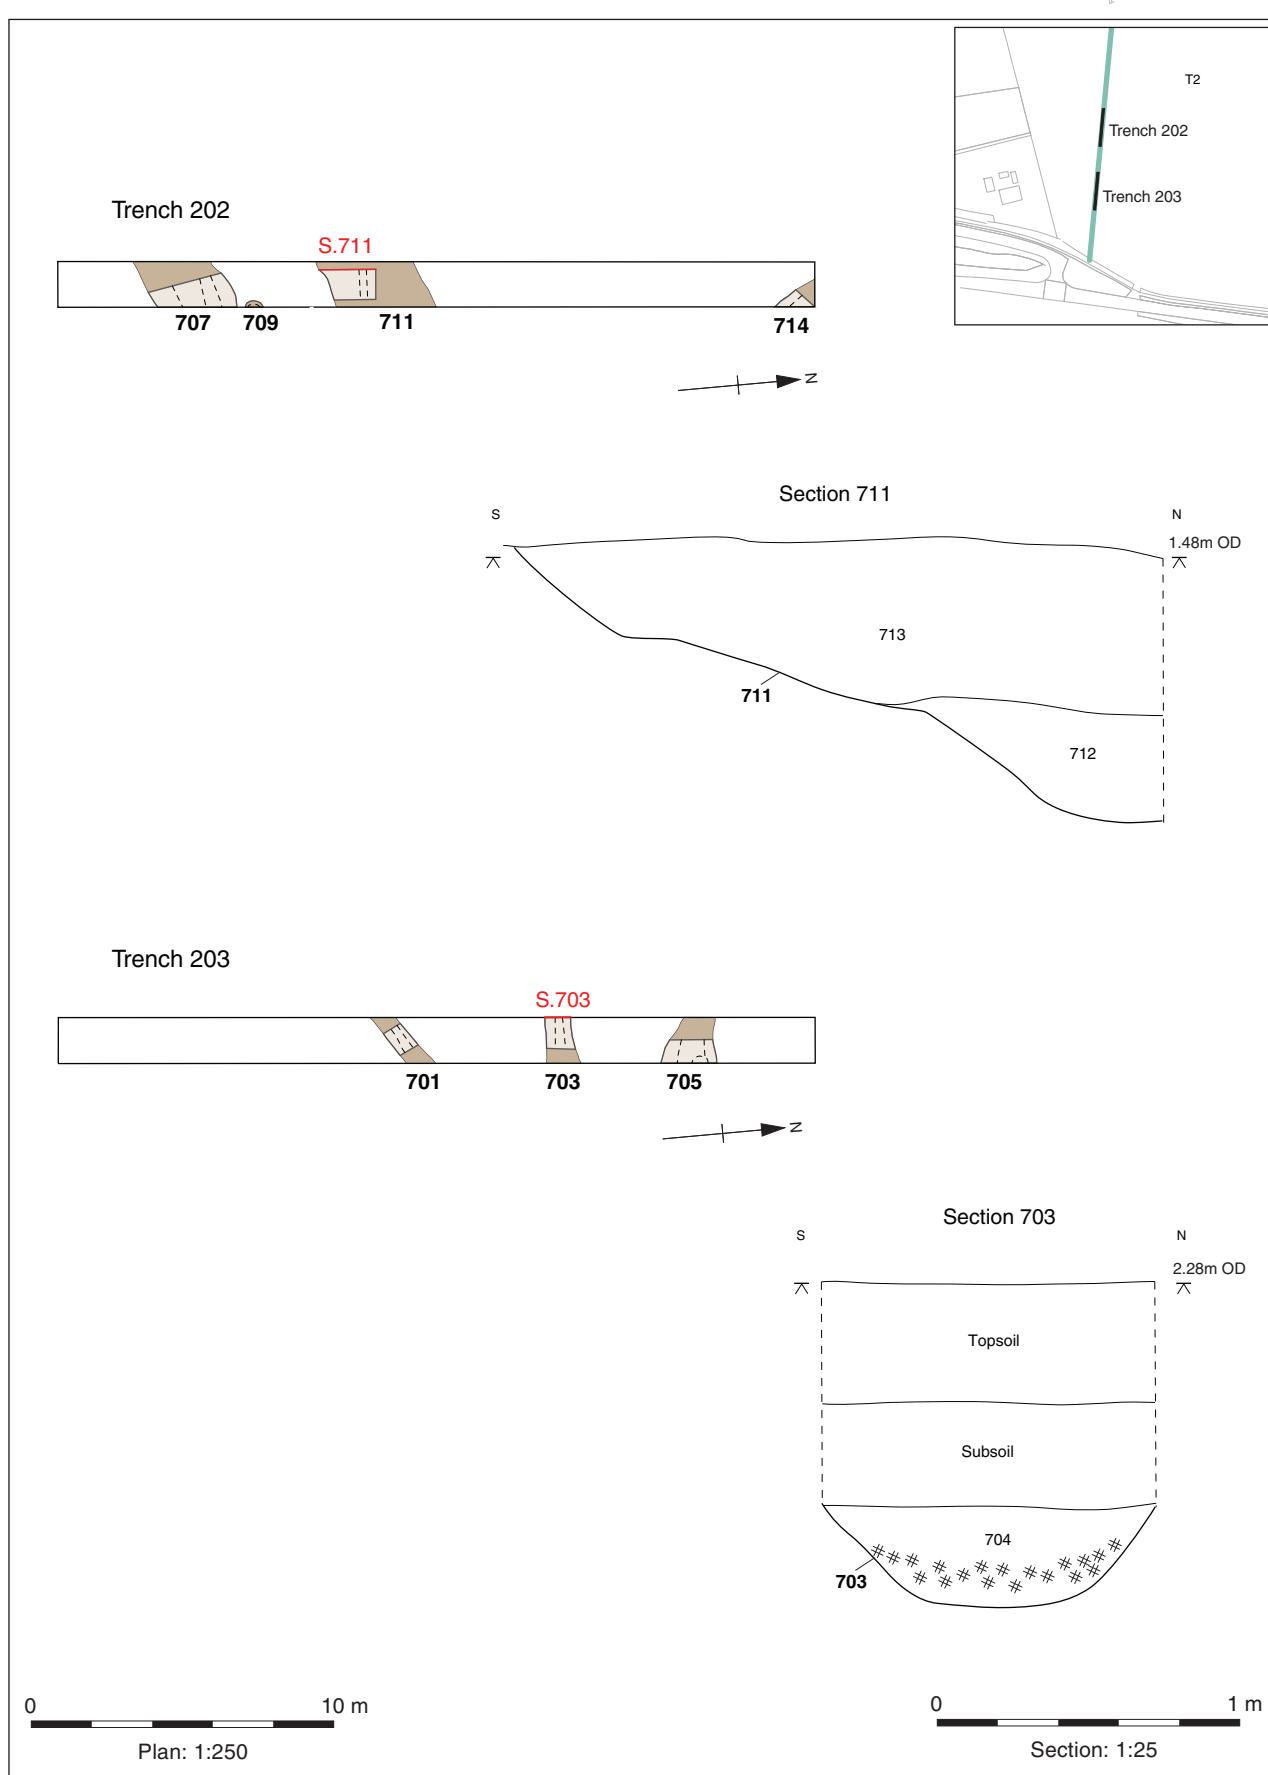 T2
Trench 202
Trench 203
Trench 202
S.711
707 709 711 714
N
Section 711
S N
1.48m OD
713
711
712
Trench 203
S.703
701 703 705
N
Section 703
S N
2.28m OD
Topsoil
Subsoil
704
703
0 10 m
Plan: 1:250
0 1 m
Section: 1:25